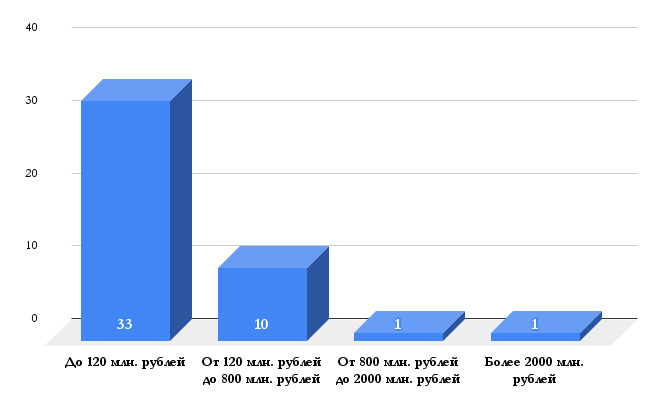 40
30
20
10
0
33
10
1
1
До 120 млн. рублей
От 120 млн. рублей
до 800 млн. рублей
От 800 млн. рублей
до 2000 млн. рублей
Более 2000 млн.
рублей